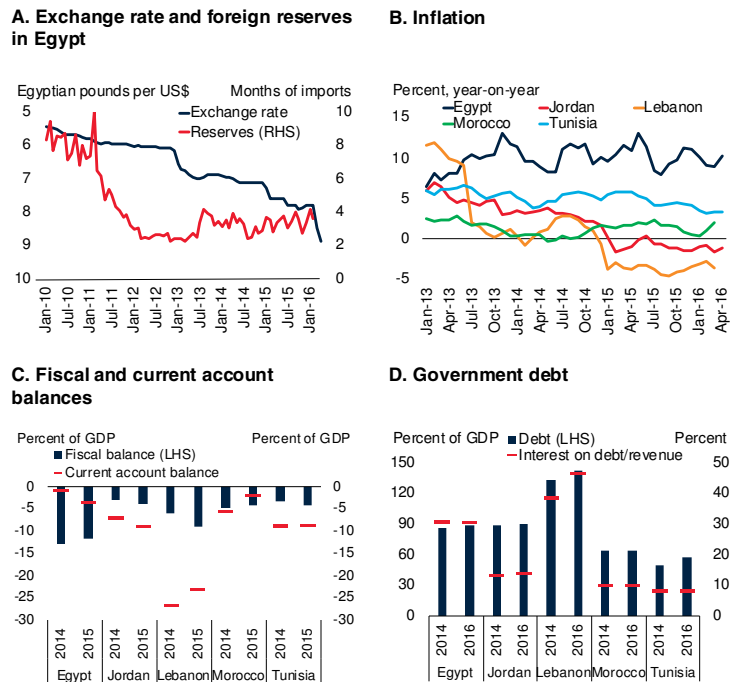 A. Exchange rate and foreign reserves
in Egypt
Egyptian pounds per US$ Months of imports
Exchange rate
Reserves (RHS)
5 10
6 8
7 6
8 4
9 2
10 0
Jan-10 Jul-10 Jan-11 Jul-11 Jan-12 Jul-12 Jan-13 Jul-13 Jan-14 Jul-14 Jan-15 Jul-15 Jan-16
B. Inflation
Percent, year-on-year
Egypt Jordan Lebanon
Morocco Tunisia
15
10
5
0
-5
Jan-13 Apr-13 Jul-13 Oct-13 Jan-14 Apr-14 Jul-14 Oct-14 Jan-15 Apr-15 Jul-15 Oct-15 Jan-16 Apr-16
C. Fiscal and current account
balances
Percent of GDP Percent of GDP
Fiscal balance (LHS)
Current account balance
0 0
-5 -5
-10 -10
-15 -15
-20 -20
-25 -25
-30 -30
2014 2015 2014 2015 2014 2015 2014 2015 2014 2015
Egypt Jordan Lebanon Morocco Tunisia
D. Government debt
Percent of GDP Percent
Debt (LHS)
Interest on debt/revenue
150 50
120 40
90 30
60 20
30 10
0 0
2014 2016 2014 2016 2014 2016 2014 2016 2014 2016
Egypt Jordan Lebanon Morocco Tunisia